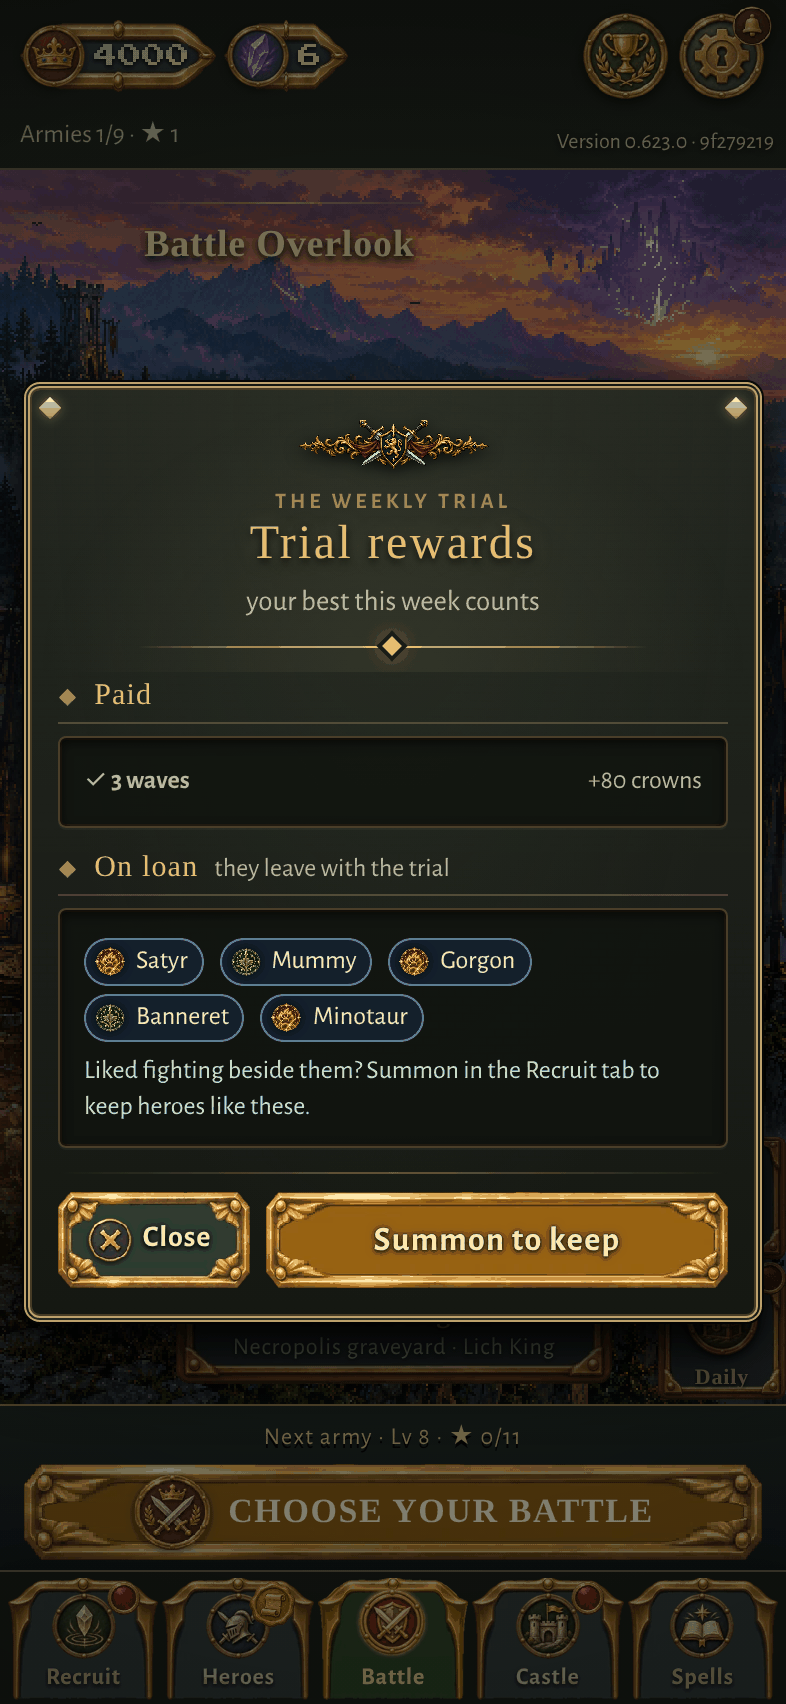 4000
6
Armies 1/9 · ★ 1
Version 0.623.0 · 9f279219
Battle Overlook
THE WEEKLY TRIAL
Trial rewards
your best this week counts
Paid
✓ 3 waves
+80 crowns
On loan they leave with the trial
Satyr
Mummy
Gorgon
Banneret
Minotaur
Liked fighting beside them? Summon in the Recruit tab to
keep heroes like these.
Close
Summon to keep
Necropolis graveyard · Lich King
Daily
Next army · Lv 8 · ★ 0/11
CHOOSE YOUR BATTLE
Recruit
Heroes
Battle
Castle
Spells